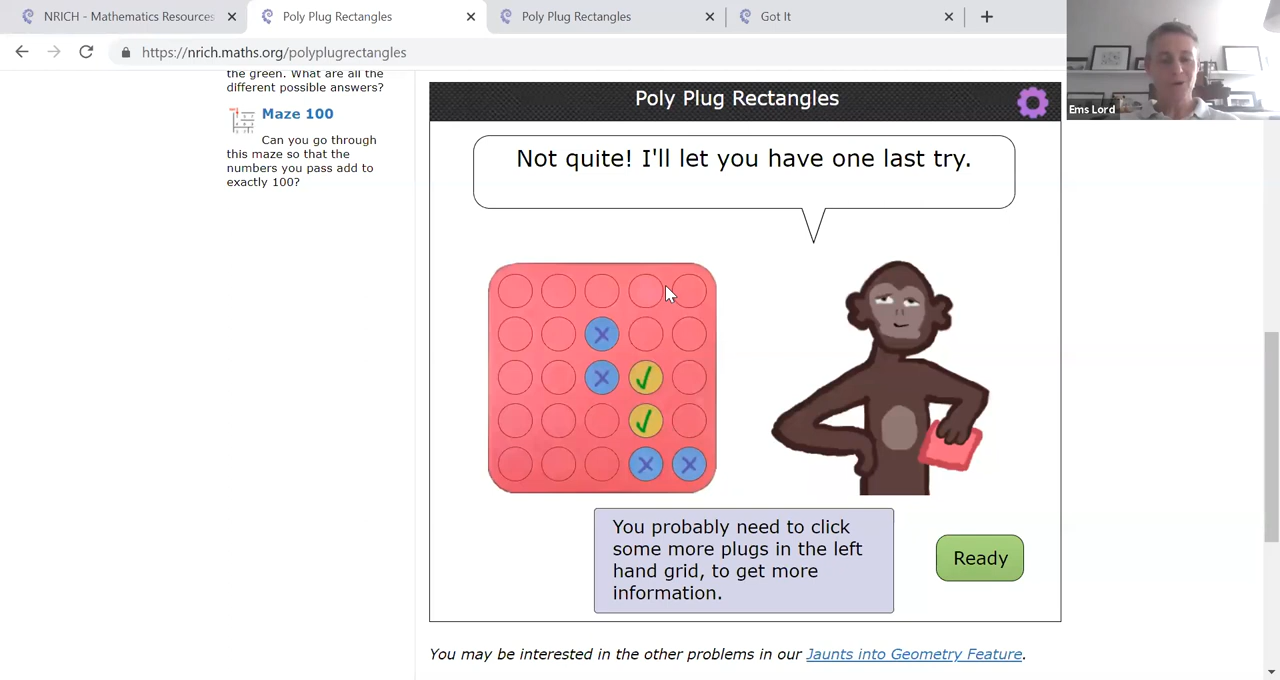 NRICH - Mathematics Resources
Poly Plug Rectangles
Poly Plug Rectangles
Got It
https://nrich.maths.org/polyplugrectangles
Ems Lord
the green. What are all the
different possible answers?
Maze 100
Can you go through
this maze so that the
numbers you pass add to
exactly 100?
Poly Plug Rectangles
Not quite! I'll let you have one last try.
You probably need to click
some more plugs in the left
hand grid, to get more
information.
Ready
You may be interested in the other problems in our Jaunts into Geometry Feature.